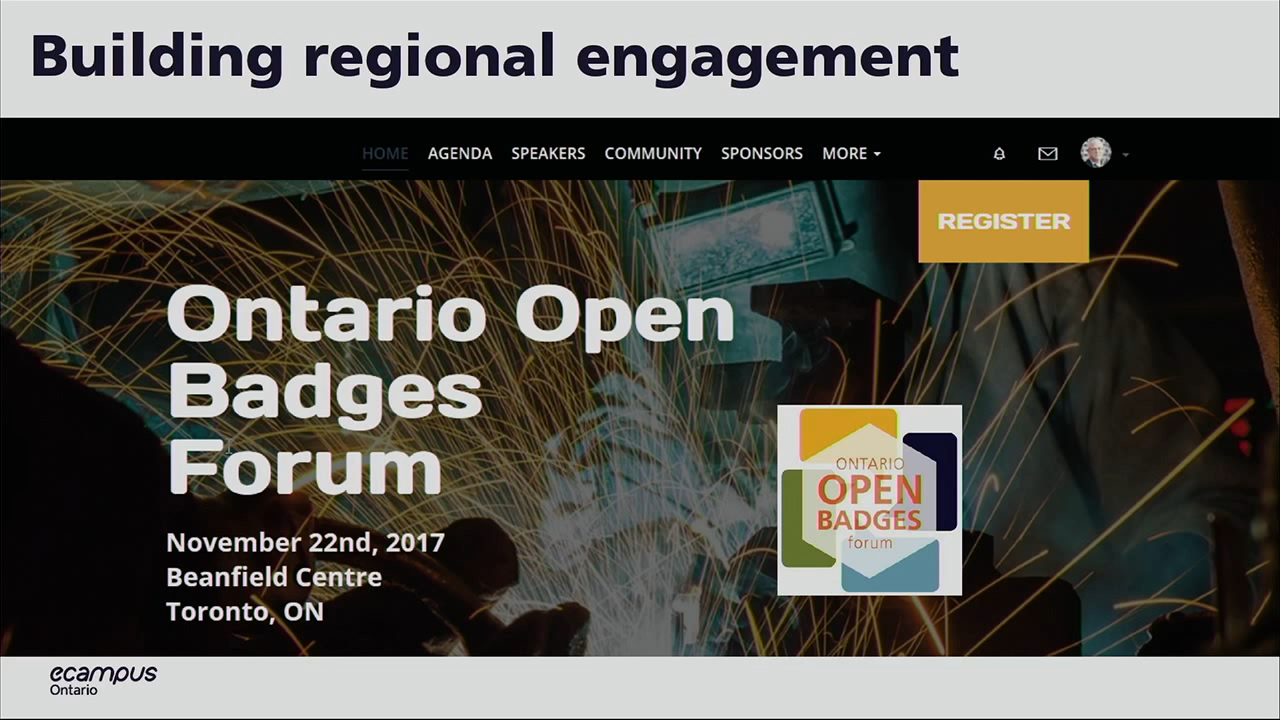 Building regional engagement
HOME AGENDA SPEAKERS COMMUNITY SPONSORS MORE
REGISTER
Ontario Open
Badges
Forum
November 22nd, 2017
Beanfield Centre
Toronto, ON
ONTARIO
OPEN
BADGES
forum
ecampus
Ontario